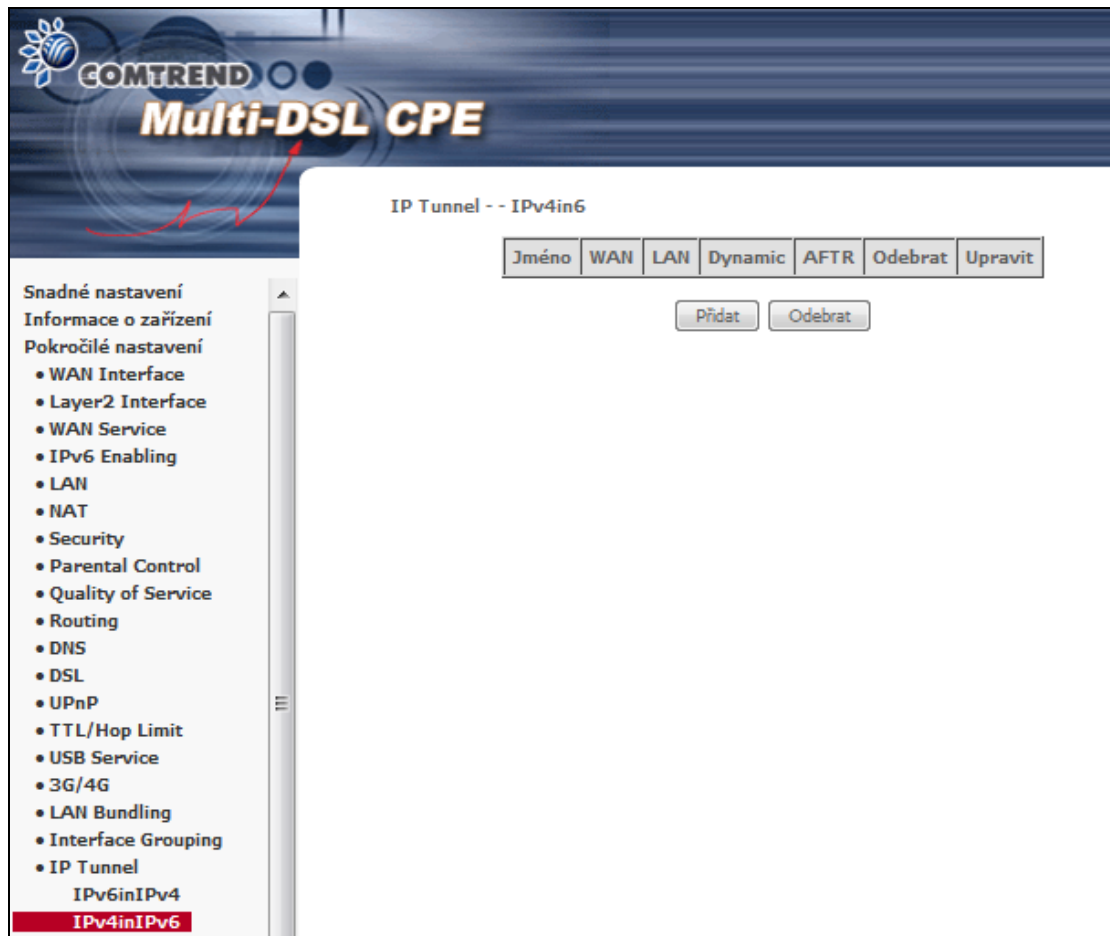 COMTREND
Multi-DSL CPE
IP Tunnel - - IPv4in6
Jméno WAN LAN Dynamic AFTR Odebrat Upravit
Přidat Odebrat
Snadné nastavení
Informace o zařízení
Pokročilé nastavení
• WAN Interface
• Layer2 Interface
• WAN Service
• IPv6 Enabling
• LAN
• NAT
• Security
• Parental Control
• Quality of Service
• Routing
• DNS
• DSL
• UPnP
• TTL/Hop Limit
• USB Service
• 3G/4G
• LAN Bundling
• Interface Grouping
• IP Tunnel
IPv6inIPv4
IPv4inIPv6